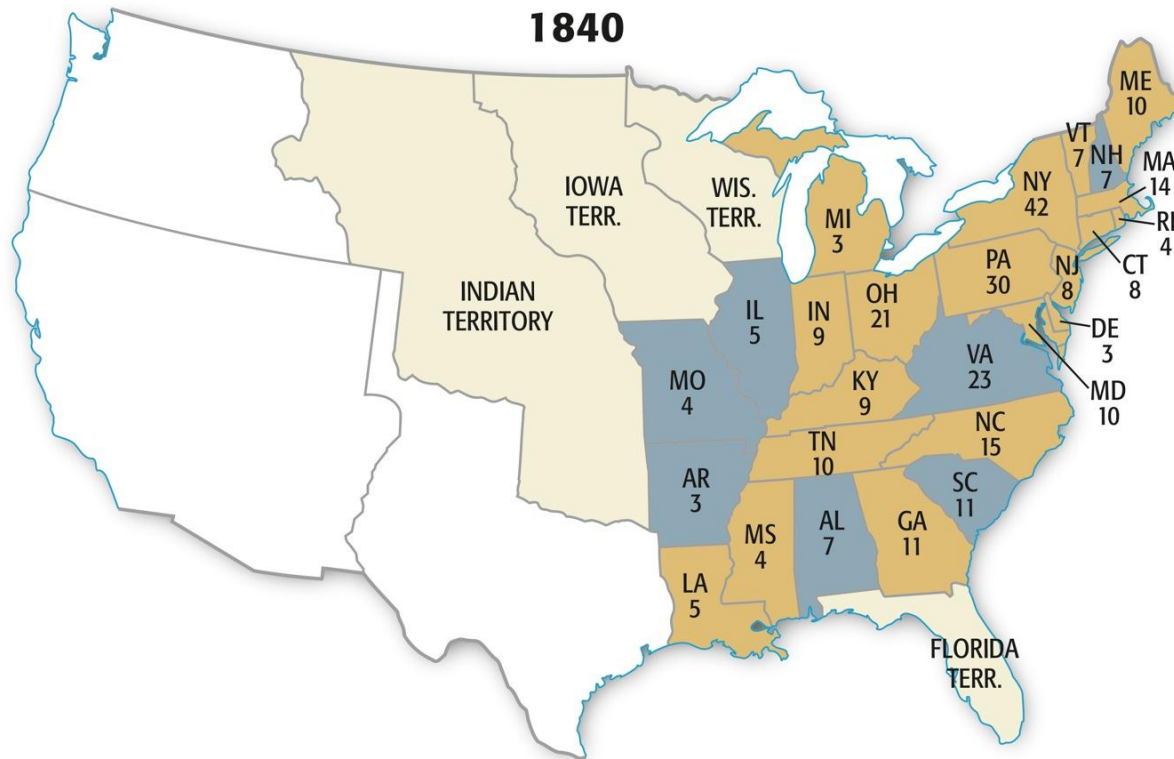 1840
ME
10
VT
7
NH
7
MA
14
NY
42
RI
4
CT
8
IOWA
TERR.
WIS.
TERR.
MI
3
PA
30
NJ
8
INDIAN
TERRITORY
IL
5
IN
9
OH
21
DE
3
VA
23
MD
10
MO
4
KY
9
NC
15
TN
10
AR
3
SC
11
MS
4
AL
7
GA
11
LA
5
FLORIDA
TERR.